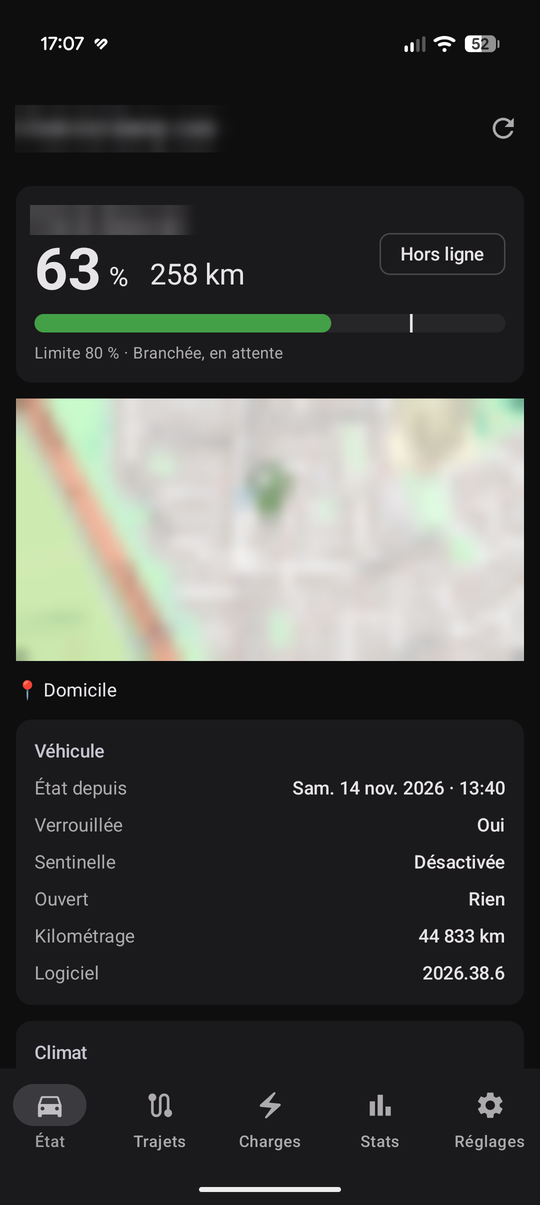 17:07
52
63 % 258 km
Hors ligne
Limite 80 % · Branchée, en attente
📍 Domicile
Véhicule
État depuis Sam. 14 nov. 2026 · 13:40
Verrouillée Oui
Sentinelle Désactivée
Ouvert Rien
Kilométrage 44 833 km
Logiciel 2026.38.6
Climat
État Trajets Charges Stats Réglages